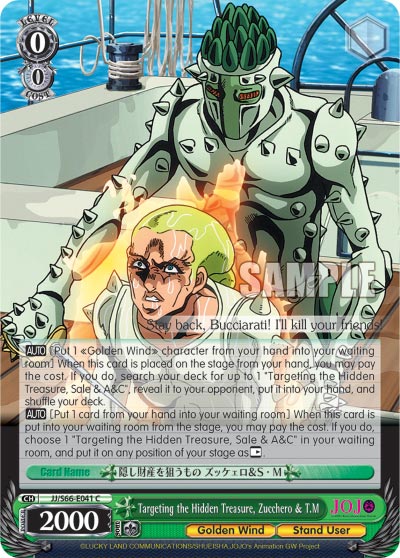 LEVEL
0
0
COST
SAMPLE
Stay back, Bucciarati! I'll kill your friends!
AUTO [Put 1 «Golden Wind» character from your hand into your waiting
room] When this card is placed on the stage from your hand, you may pay
the cost. If you do, search your deck for up to 1 "Targeting the Hidden
Treasure, Sale & A&C", reveal it to your opponent, put it into your hand, and
shuffle your deck.
AUTO [Put 1 card from your hand into your waiting room] When this card is
put into your waiting room from the stage, you may pay the cost. If you do,
choose 1 "Targeting the Hidden Treasure, Sale & A&C" in your waiting
room, and put it on any position on your stage
Card Name 隠し財産を狙うもの ズッケェロ&S・M
CH JJ/S66-E041 C
Targeting the Hidden Treasure, Zucchero & T.M
JOJO
POWER
2000
SOUL
Golden Wind
Stand User
©LUCKY LAND COMMUNICATIONS/SHUEISHA,JOJO's Animation GW Project